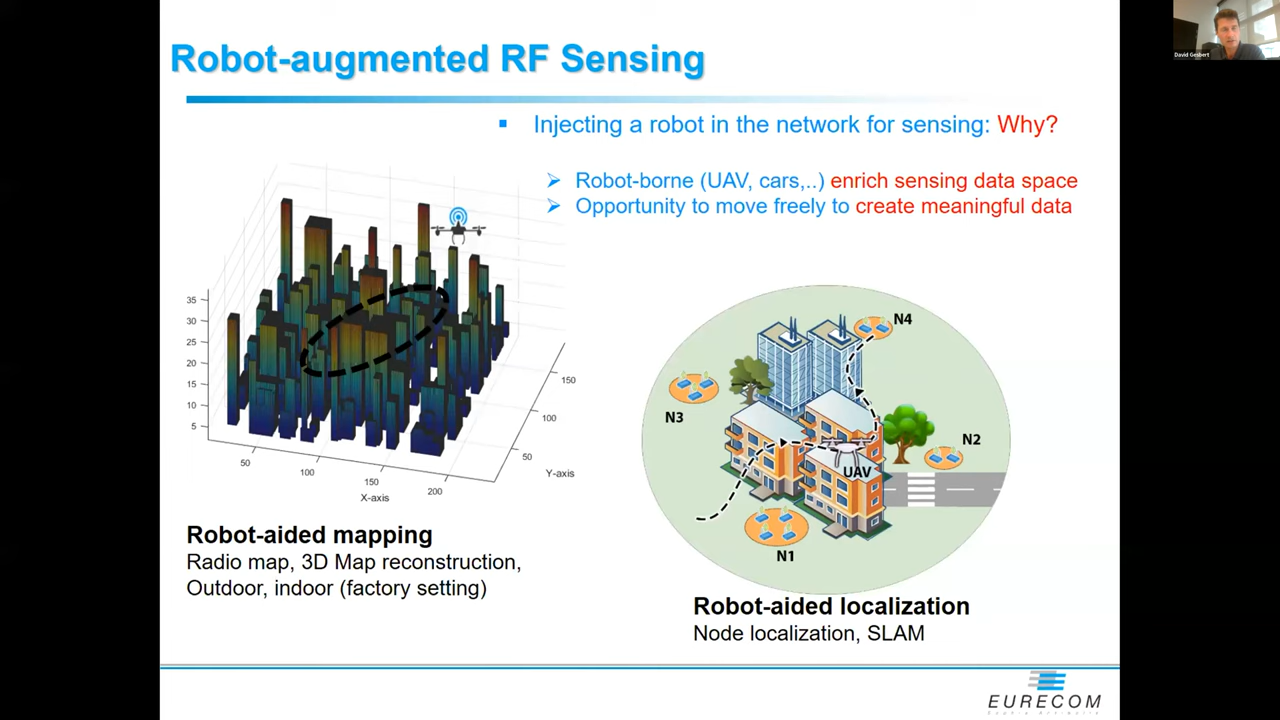 Robot-augmented RF Sensing
David Gesbert
Injecting a robot in the network for sensing: Why?
Robot-borne (UAV, cars,..) enrich sensing data space
Opportunity to move freely to create meaningful data
35
30
25
20
15
10
5
50
100
150
200
X-axis
50
100
150
Y-axis
N4
N3
N2
UAV
N1
Robot-aided mapping
Radio map, 3D Map reconstruction,
Outdoor, indoor (factory setting)
Robot-aided localization
Node localization, SLAM
EURECOM